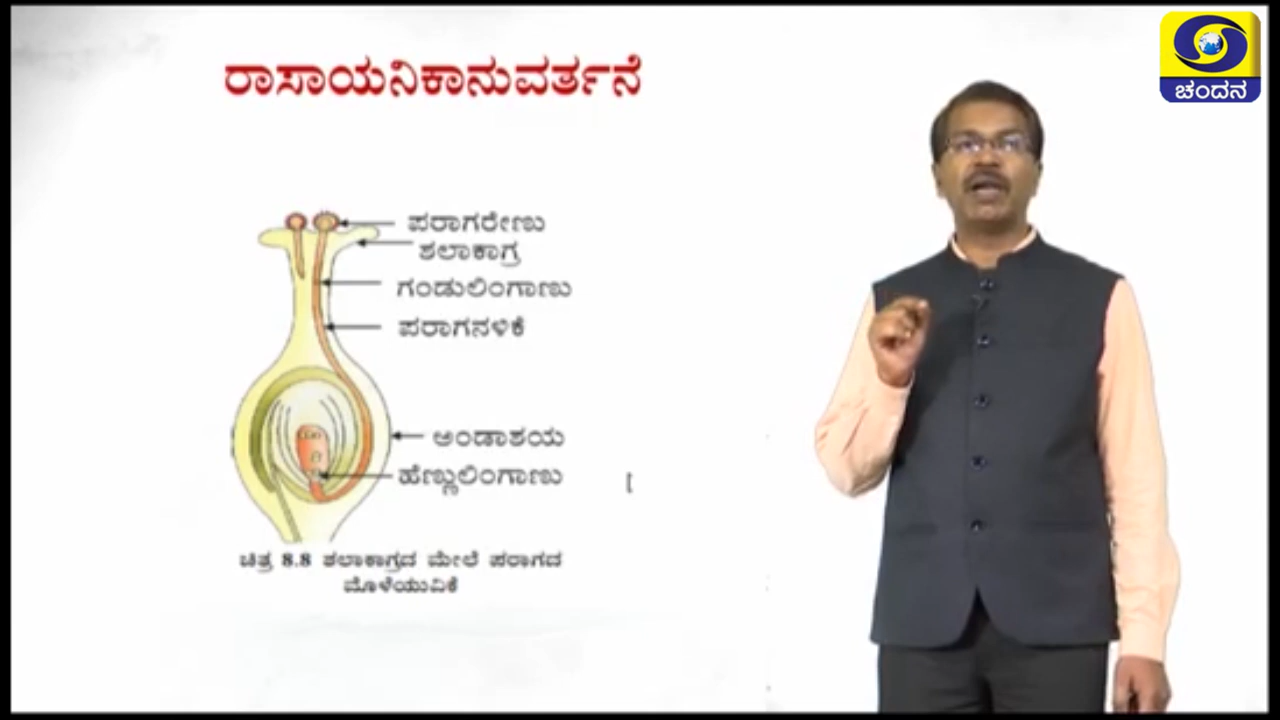 ಚಂದನ
ರಾಸಾಯನಿಕಾನುವರ್ತನೆ
ಪರಾಗರೇಣು
ಶಲಾಕಾಗ್ರ
ಗಂಡುಲಿಂಗಾಣು
ಪರಾಗನಳಿಕೆ
ಅಂಡಾಶಯ
ಹೆಣ್ಣುಲಿಂಗಾಣು
ಚಿತ್ರ 8.8 ಶಲಾಕಾಗ್ರದ ಮೇಲೆ ಪರಾಗದ
ಮೊಳೆಯುವಿಕೆ